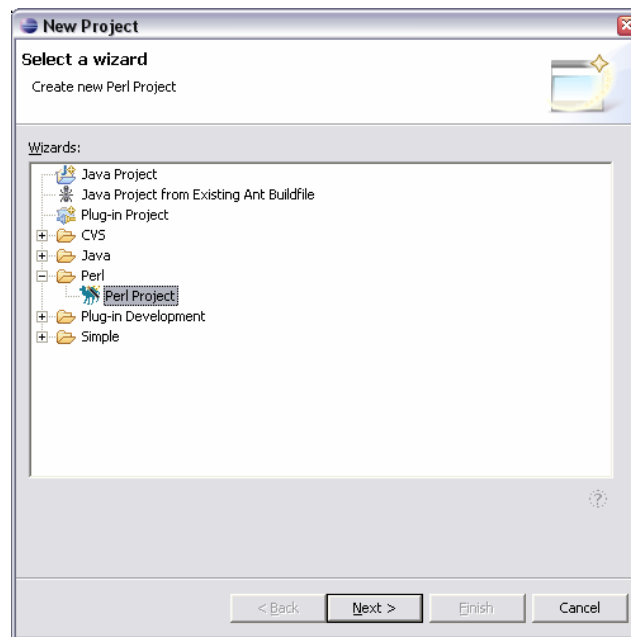 New Project
Select a wizard
Create new Perl Project
Wizards:
Java Project
Java Project from Existing Ant Buildfile
Plug-in Project
CVS
Java
Perl
Perl Project
Plug-in Development
Simple
?
< Back Next > Finish Cancel